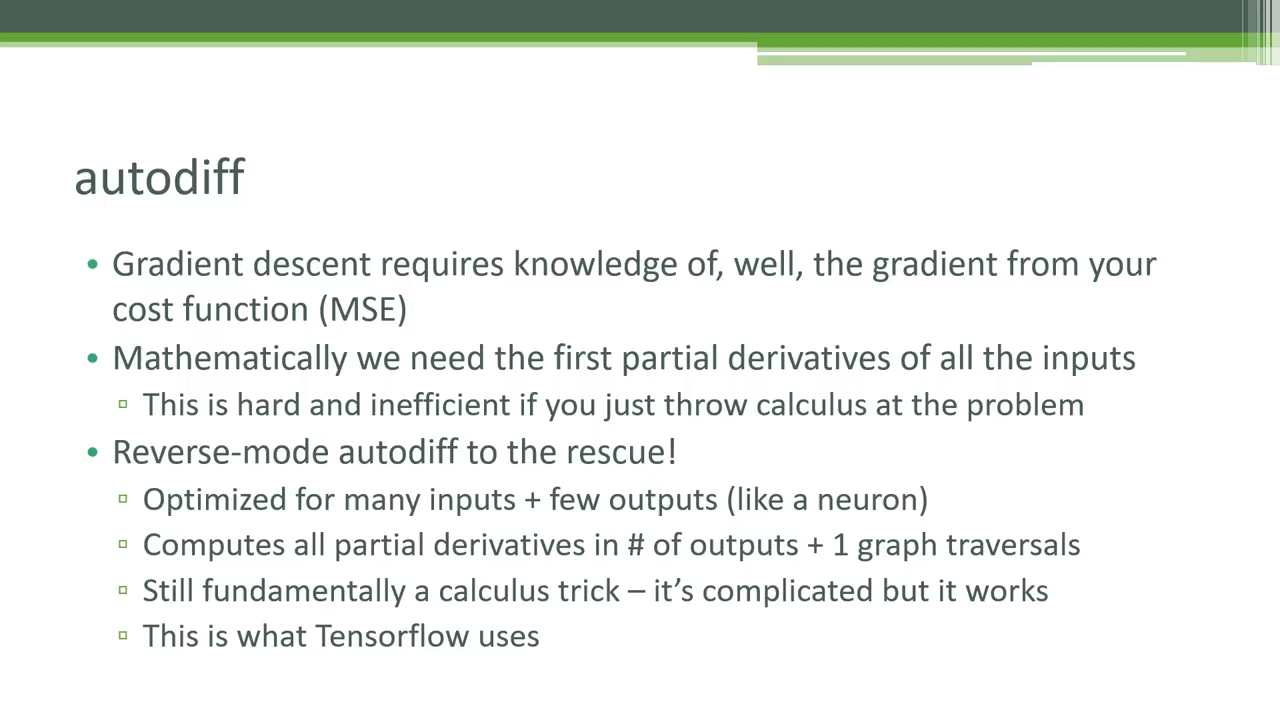 autodiff
• Gradient descent requires knowledge of, well, the gradient from your
cost function (MSE)
• Mathematically we need the first partial derivatives of all the inputs
▫ This is hard and inefficient if you just throw calculus at the problem
• Reverse-mode autodiff to the rescue!
▫ Optimized for many inputs + few outputs (like a neuron)
▫ Computes all partial derivatives in # of outputs + 1 graph traversals
▫ Still fundamentally a calculus trick – it’s complicated but it works
▫ This is what Tensorflow uses